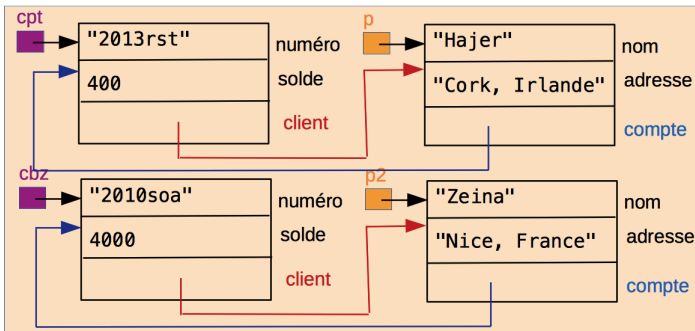 cpt
"2013rst"
numéro
400
solde
client
p
"Hajer"
nom
"Cork, Irlande"
adresse
compte
cbz
"2010soa"
numéro
4000
solde
client
p2
"Zeina"
nom
"Nice, France"
adresse
compte